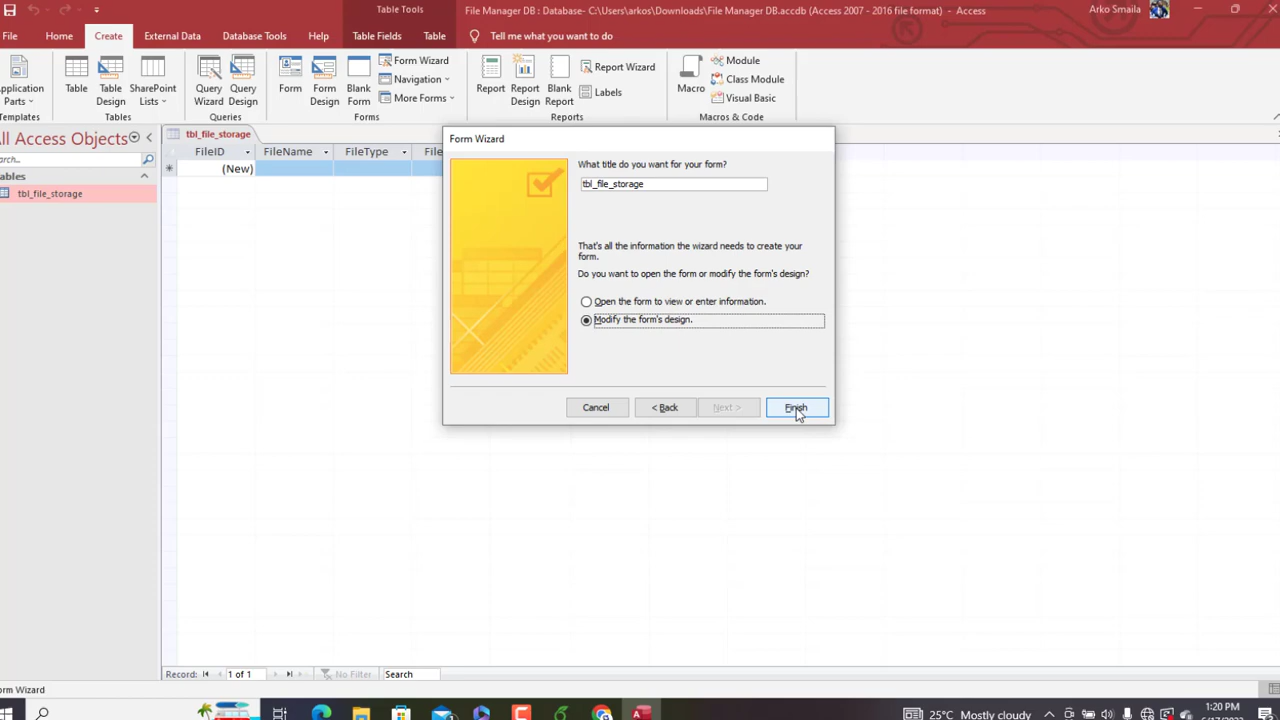 Table Tools
File Manager DB : Database- C:\Users\arkos\Downloads\File Manager DB.accdb (Access 2007 - 2016 file format) - Access
Arko Smaila
File Home Create External Data Database Tools Help Table Fields Table Tell me what you want to do
pplication Parts
Table
Table Design
SharePoint Lists
Query Wizard
Query Design
Form
Form Design
Blank Form
Form Wizard
Navigation
More Forms
Report
Report Design
Blank Report
Report Wizard
Labels
Macro
Module
Class Module
Visual Basic
emplates Tables Queries Forms Reports Macros & Code
All Access Objects
earch...
ables
tbl_file_storage
tbl_file_storage
FileID FileName FileType File
(New)
Form Wizard
What title do you want for your form?
tbl_file_storage
That's all the information the wizard needs to create your
form.
Do you want to open the form or modify the form's design?
Open the form to view or enter information.
Modify the form's design.
Cancel < Back Next > Finish
Record: 1 of 1 No Filter Search
Form Wizard
25°C Mostly cloudy
1:20 PM